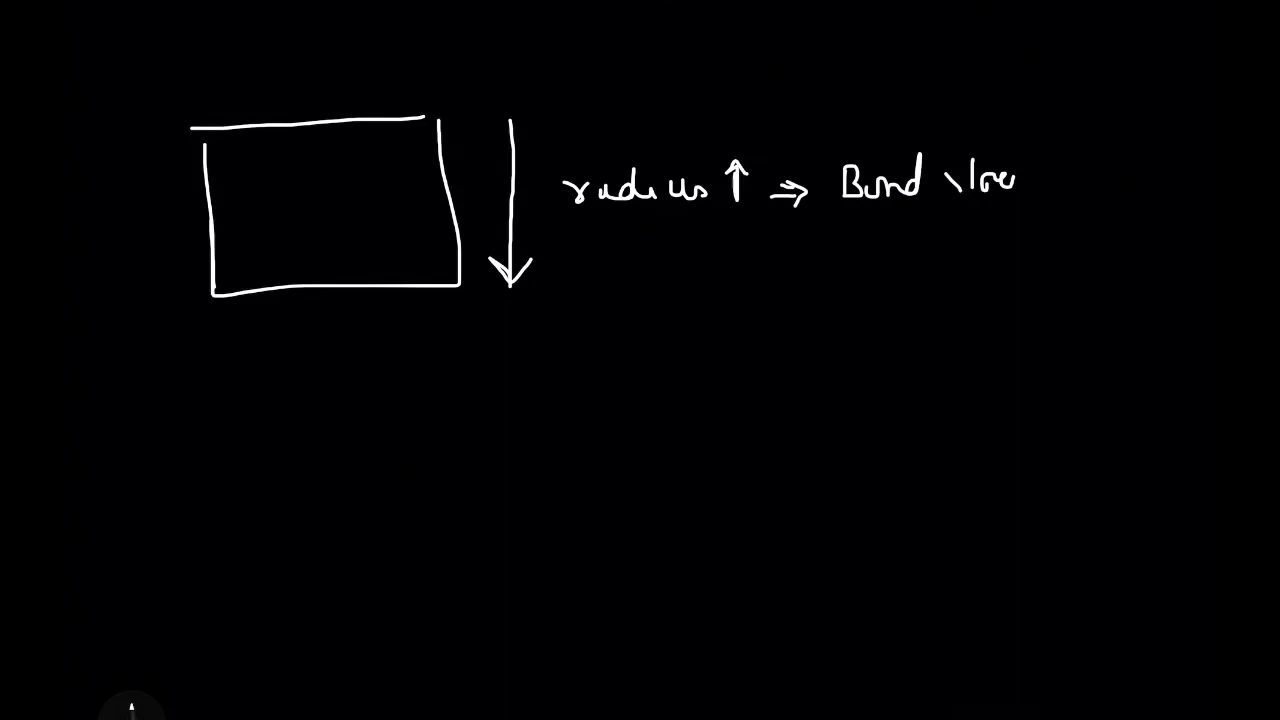 radius ↑ ⇒ Bond